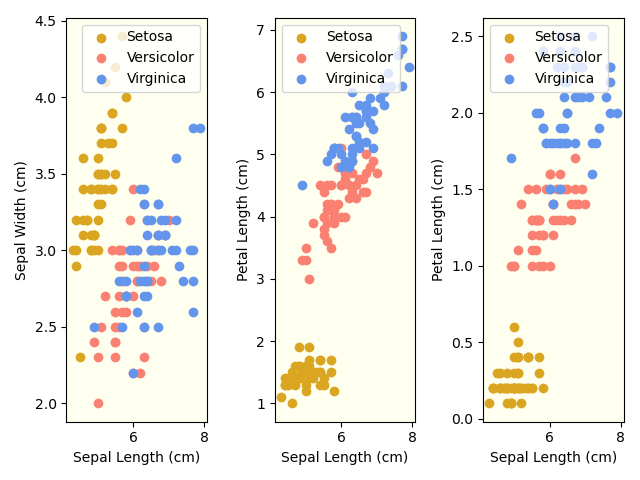 Sepal Width (cm)
4.5
4.0
3.5
3.0
2.5
2.0
6
8
Sepal Length (cm)
Setosa
Versicolor
Virginica
Petal Length (cm)
7
6
5
4
3
2
1
6
8
Sepal Length (cm)
Setosa
Versicolor
Virginica
Petal Length (cm)
2.5
2.0
1.5
1.0
0.5
0.0
6
8
Sepal Length (cm)
Setosa
Versicolor
Virginica